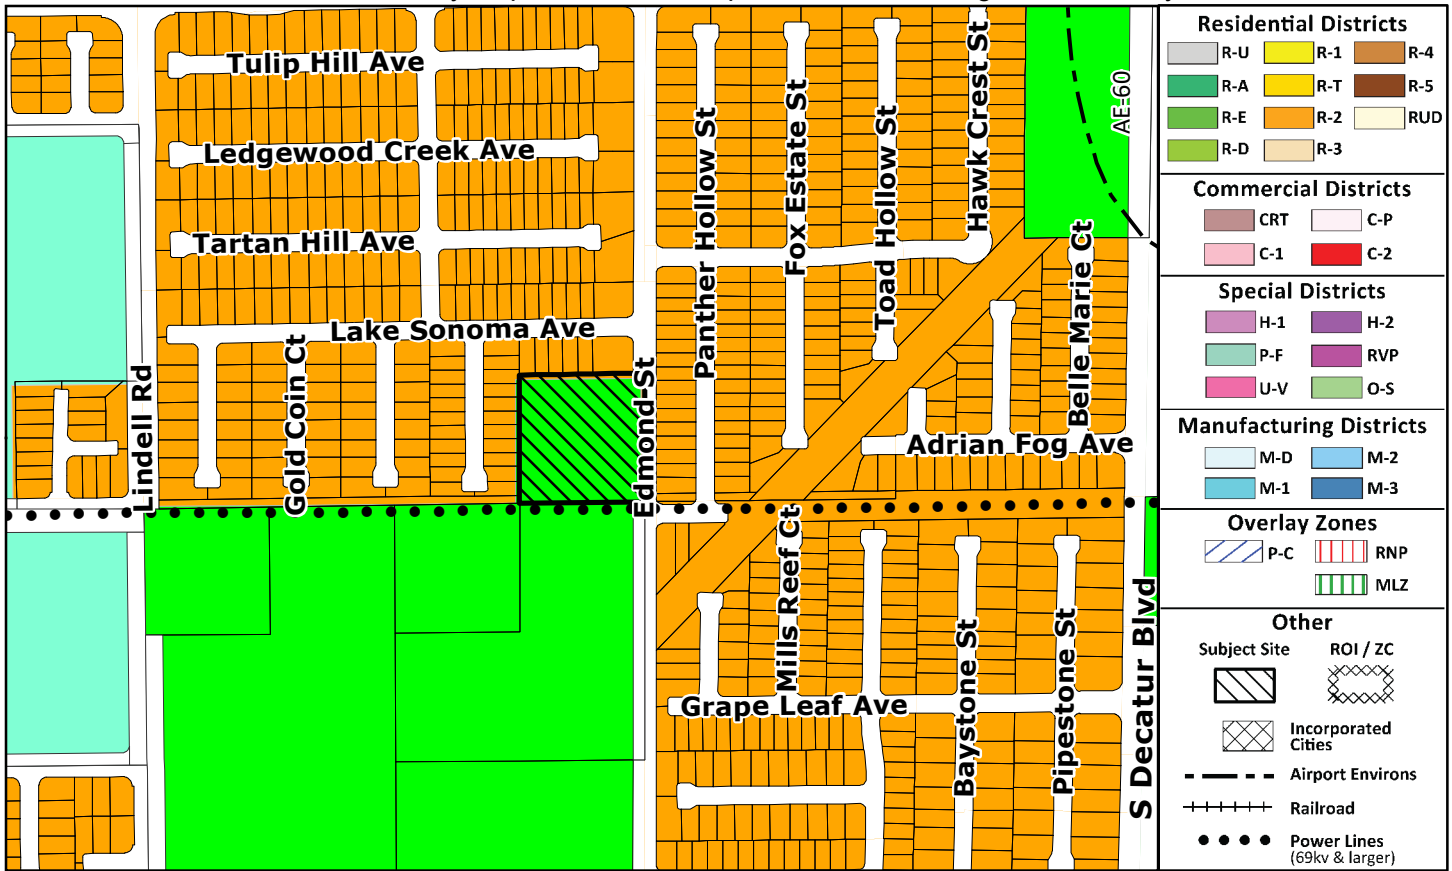 Tulip Hill Ave
Ledgewood Creek Ave
Tartan Hill Ave
Lake Sonoma Ave
Gold Coin Ct
Lindell Rd
Edmond St
Panther Hollow St
Fox Estate St
Toad Hollow St
Hawk Crest St
AE-60
Belle Marie Ct
Adrian Fog Ave
Mills Reef Ct
Grape Leaf Ave
Baystone St
Pipestone St
S Decatur Blvd
Residential Districts
R-U R-1 R-4
R-A R-T R-5
R-E R-2 RUD
R-D R-3
Commercial Districts
CRT C-P
C-1 C-2
Special Districts
H-1 H-2
P-F RVP
U-V O-S
Manufacturing Districts
M-D M-2
M-1 M-3
Overlay Zones
P-C RNP
MLZ
Other
Subject Site ROI / ZC
Incorporated
Cities
Airport Environs
Railroad
Power Lines
(69kv & larger)